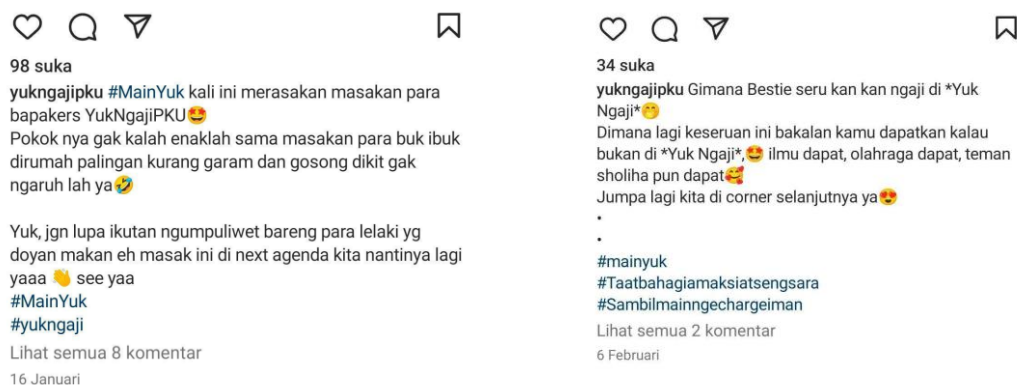 98 suka
yukngajipku #MainYuk kali ini merasakan masakan para
bapakers YukNgajiPKU🤩
Pokok nya gak kalah enaklah sama masakan para buk ibuk
dirumah palingan kurang garam dan gosong dikit gak
ngaruh lah ya🤣
Yuk, jgn lupa ikutan ngumpuliwet bareng para lelaki yg
doyan makan eh masak ini di next agenda kita nantinya lagi
yaaa 👋 see yaa
#MainYuk
#yukngaji
Lihat semua 8 komentar
16 Januari
34 suka
yukngajipku Gimana Bestie seru kan kan ngaji di *Yuk
Ngaji*🤭
Dimana lagi keseruan ini bakalan kamu dapatkan kalau
bukan di *Yuk Ngaji*,🤩 ilmu dapat, olahraga dapat, teman
sholiha pun dapat🥰
Jumpa lagi kita di corner selanjutnya ya😍
•
•
#mainyuk
#Taatbahagiamaksiatsengsara
#Sambilmainngechargeiman
Lihat semua 2 komentar
6 Februari